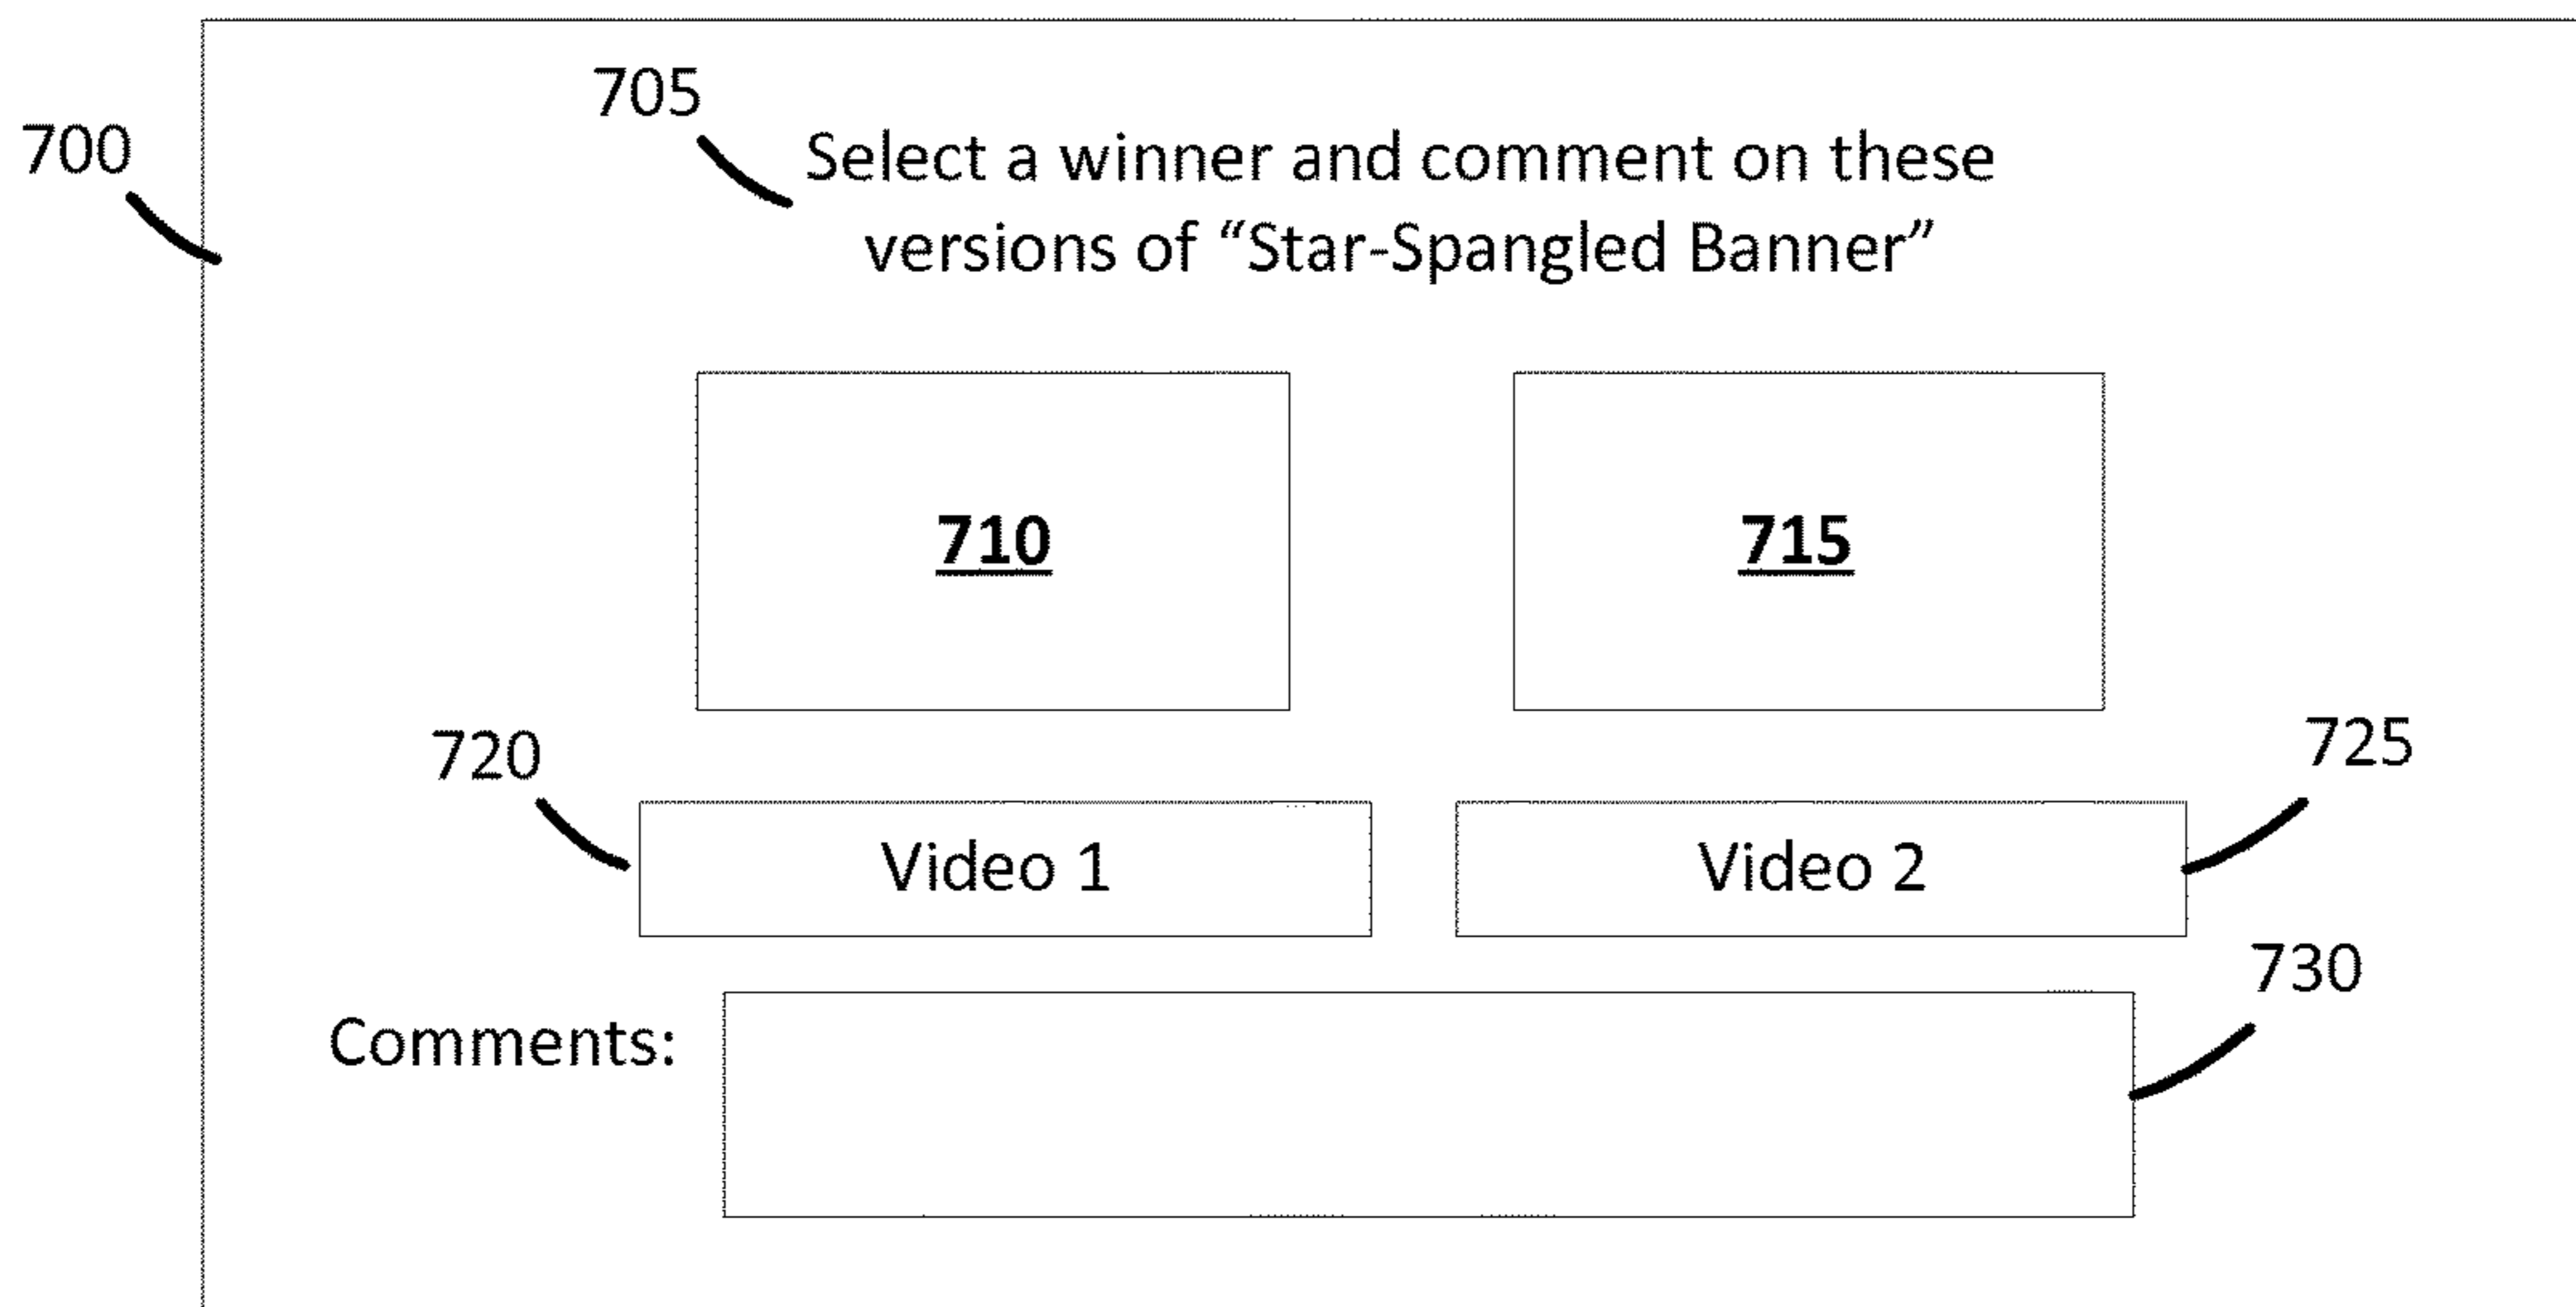 705
700
Select a winner and comment on these
versions of “Star-Spangled Banner”
710
715
720
725
Video 1
Video 2
730
Comments: